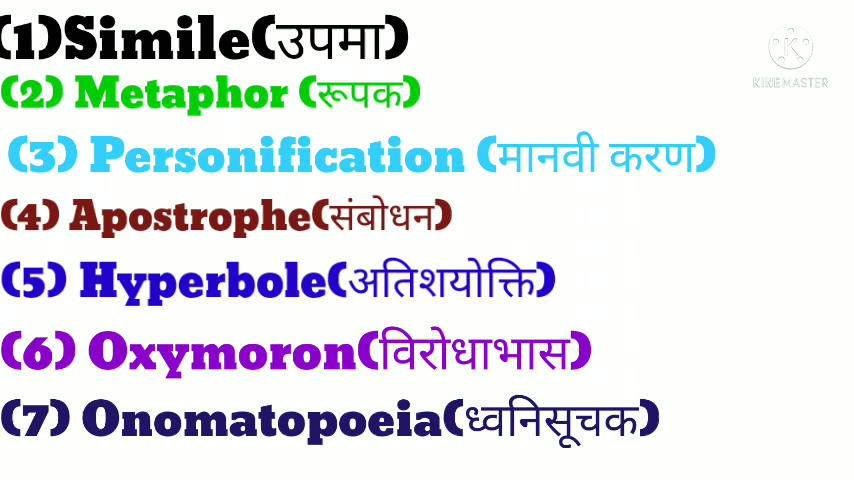 (1)Simile(उपमा)
KINEMASTER
(2) Metaphor (रूपक)
(3) Personification (मानवी करण)
(4) Apostrophe(संबोधन)
(5) Hyperbole(अतिशयोक्ति)
(6) Oxymoron(विरोधाभास)
(7) Onomatopoeia(ध्वनिसूचक)